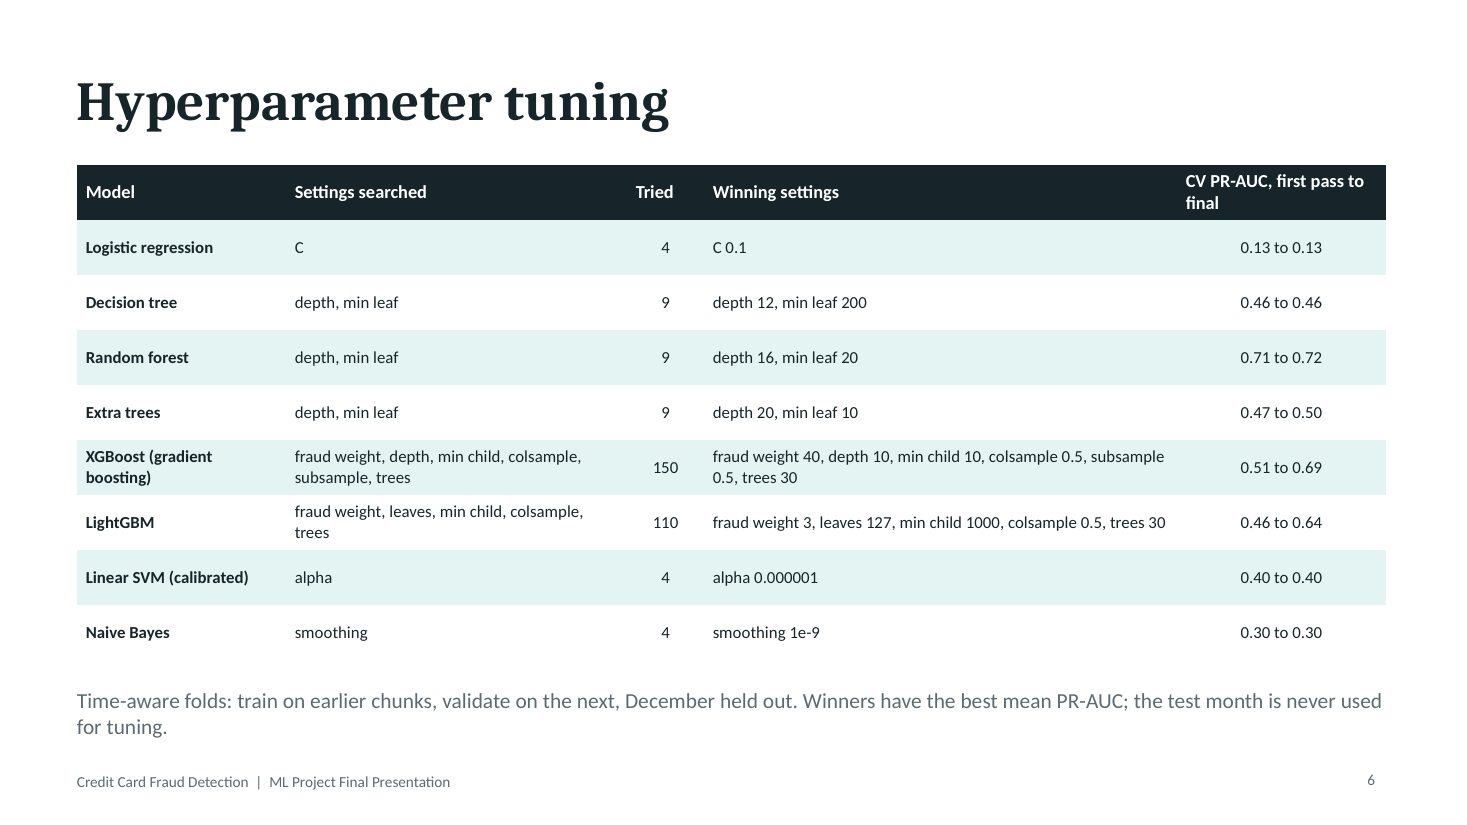 Hyperparameter tuning
Model Settings searched Tried Winning settings CV PR-AUC, first pass to
final
Logistic regression C 4 C 0.1 0.13 to 0.13
Decision tree depth, min leaf 9 depth 12, min leaf 200 0.46 to 0.46
Random forest depth, min leaf 9 depth 16, min leaf 20 0.71 to 0.72
Extra trees depth, min leaf 9 depth 20, min leaf 10 0.47 to 0.50
XGBoost (gradient
boosting)
fraud weight, depth, min child, colsample,
subsample, trees
150
fraud weight 40, depth 10, min child 10, colsample 0.5, subsample
0.5, trees 30
0.51 to 0.69
LightGBM
fraud weight, leaves, min child, colsample,
trees
110
fraud weight 3, leaves 127, min child 1000, colsample 0.5, trees 30
0.46 to 0.64
Linear SVM (calibrated) alpha 4 alpha 0.000001 0.40 to 0.40
Naive Bayes smoothing 4 smoothing 1e-9 0.30 to 0.30
Time-aware folds: train on earlier chunks, validate on the next, December held out. Winners have the best mean PR-AUC; the test month is never used
for tuning.
Credit Card Fraud Detection | ML Project Final Presentation 6